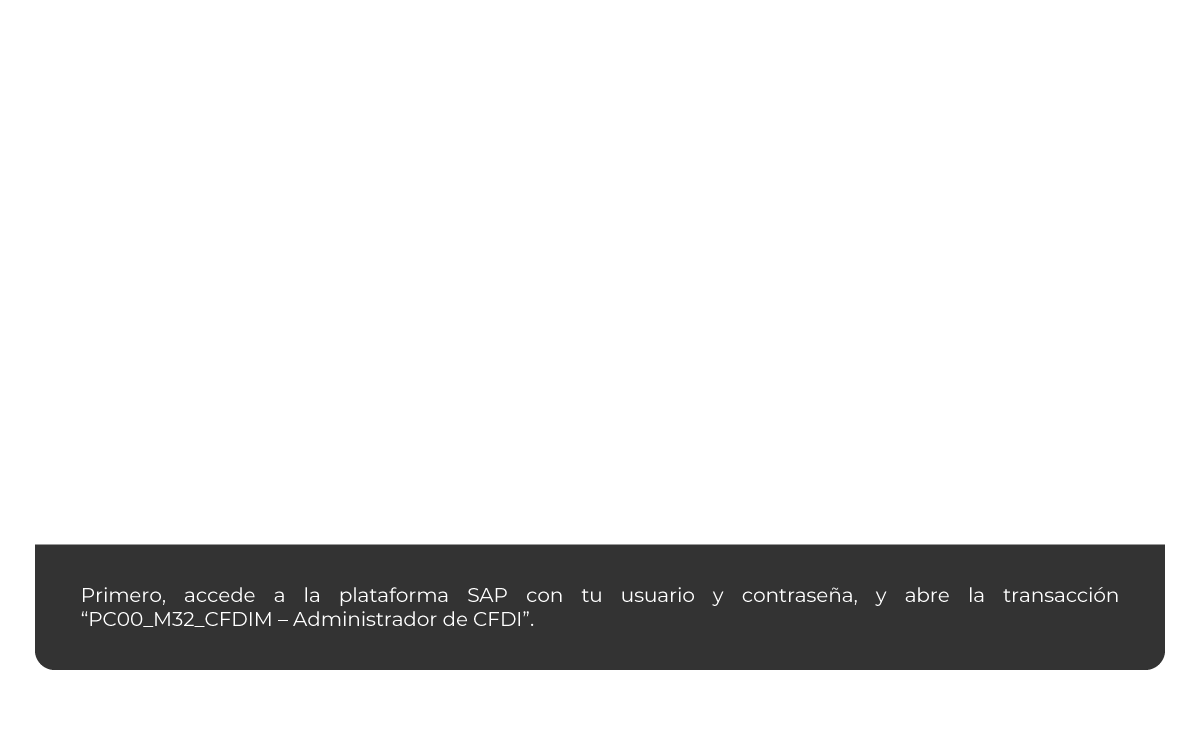 Primero, accede a la plataforma SAP con tu usuario y contraseña, y abre la transacción
“PC00_M32_CFDIM – Administrador de CFDI”.